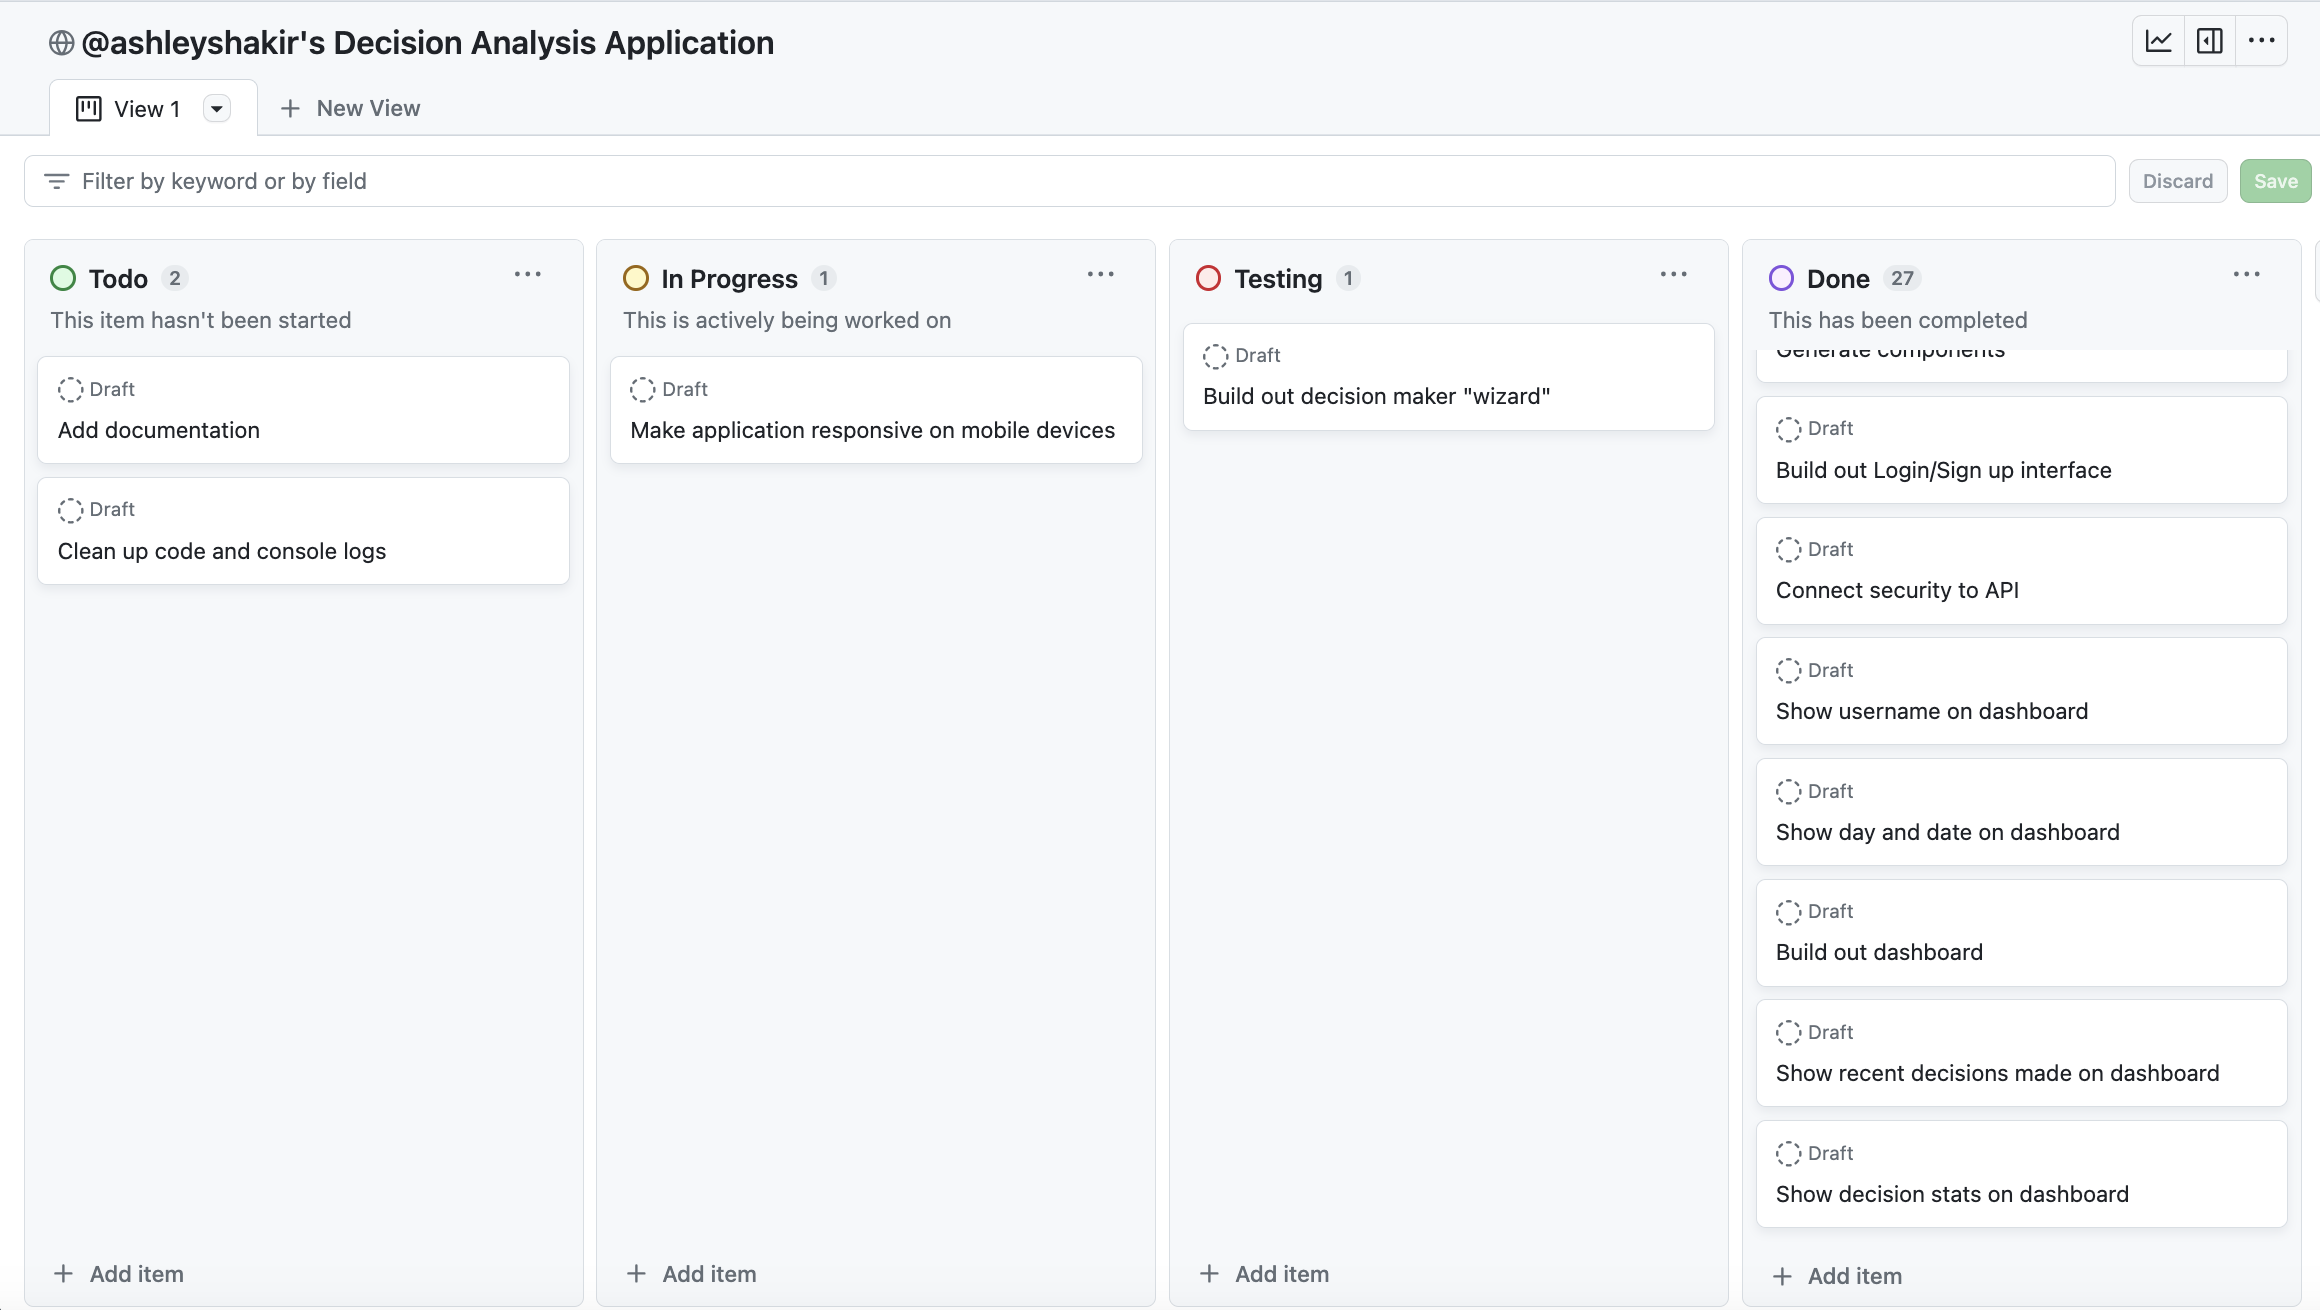 @ashleyshakir's Decision Analysis Application
View 1
New View
Filter by keyword or by field
Discard
Save
Todo 2
This item hasn't been started
Draft
Add documentation
Draft
Clean up code and console logs
Add item
In Progress 1
This is actively being worked on
Draft
Make application responsive on mobile devices
Add item
Testing 1
Draft
Build out decision maker "wizard"
Add item
Done 27
This has been completed
Generate components
Draft
Build out Login/Sign up interface
Draft
Connect security to API
Draft
Show username on dashboard
Draft
Show day and date on dashboard
Draft
Build out dashboard
Draft
Show recent decisions made on dashboard
Draft
Show decision stats on dashboard
Add item